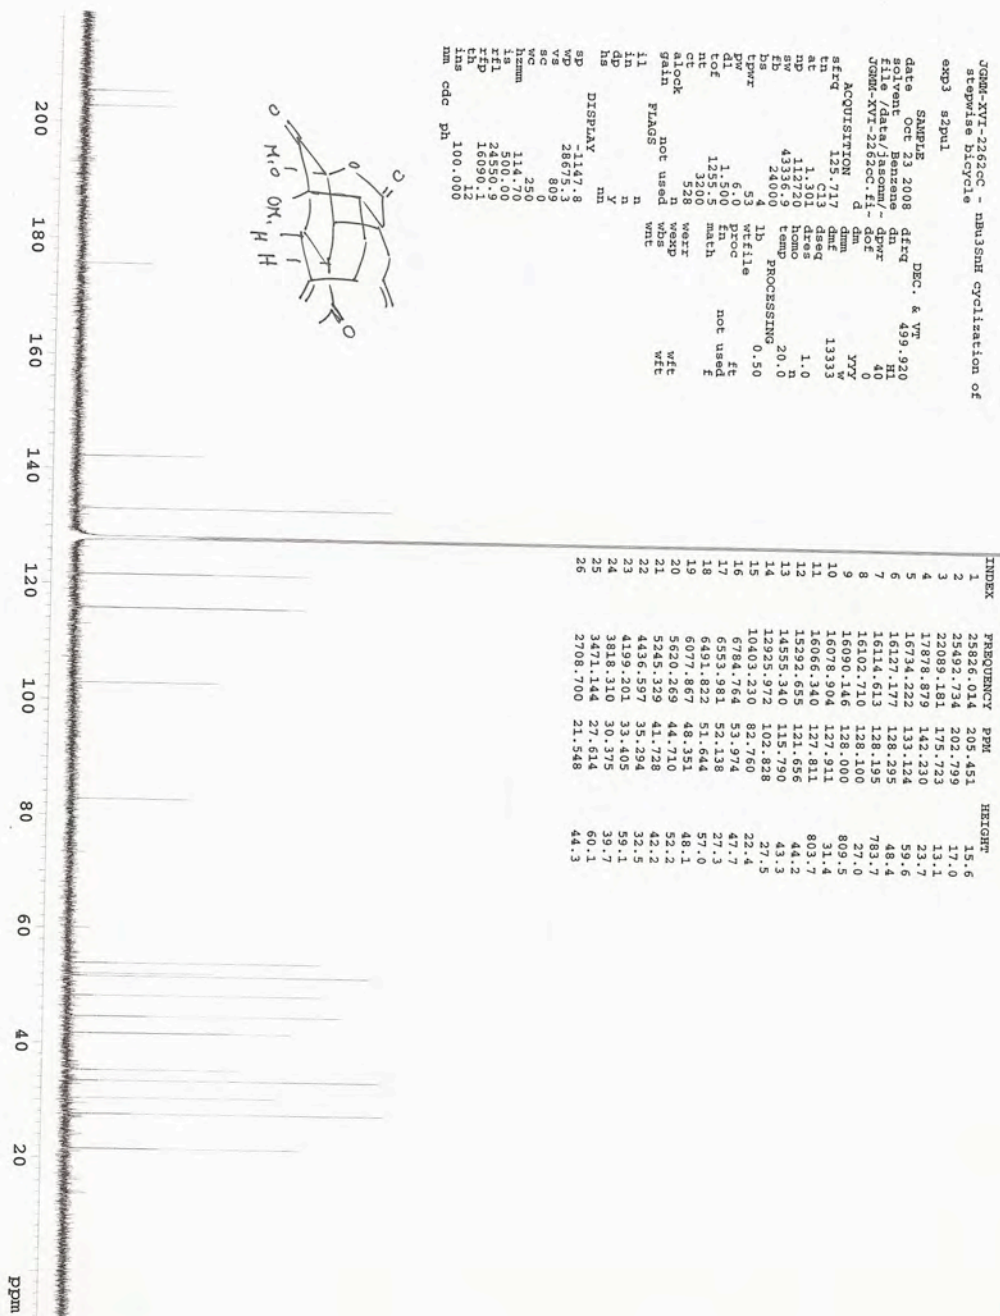 JGMM-XVI-2262cC - nBu3SnH cyclization of
stepwise bicycle
exp3 s2pul
SAMPLE DEC. & VT
date Oct 23 2008 dfrq 499.920
solvent Benzene dn H1
file /data/jasonm/~ dpwr 40
JGMM-XVI-2262cC.fi~ dof 0
ACQUISITION d dm YYY
sfrq 125.717 dmm w
tn C13 dmf 13333
at 1.301 dseq
np 112720 dres 1.0
sw 43336.9 homo n
fb 24000 temp 20.0
bs 4 PROCESSING
tpwr 53 lb 0.50
pw 6.0 wtfile
d1 1.500 proc ft
tof 1255.5 fn not used
nt 3200 math f
ct 528
alock n werr
gain not used wexp wft
FLAGS wbs wft
il n wnt
in n
dp y
hs nn
DISPLAY
sp -1147.8
wp 28675.3
vs 809
sc 0
wc 250
hzmm 114.70
is 500.00
rfl 24550.9
rfp 16090.1
th 12
ins 100.000
nm cdc ph
INDEX FREQUENCY PPM HEIGHT
1 25826.014 205.451 15.6
2 25492.734 202.799 17.0
3 22089.181 175.723 13.1
4 17878.879 142.230 23.7
5 16734.222 133.124 59.6
6 16127.177 128.295 48.4
7 16114.613 128.195 783.7
8 16102.710 128.100 27.0
9 16090.146 128.000 809.5
10 16078.904 127.911 31.4
11 16066.340 127.811 803.7
12 15292.655 121.656 44.2
13 14555.340 115.790 43.3
14 12925.972 102.828 27.5
15 10403.230 82.760 22.4
16 6784.764 53.974 47.7
17 6553.981 52.138 27.3
18 6491.822 51.644 57.0
19 6077.867 48.351 48.1
20 5620.269 44.710 52.2
21 5245.329 41.728 42.2
22 4436.597 35.294 32.5
23 4199.201 33.405 59.1
24 3818.310 30.375 39.7
25 3471.144 27.614 60.1
26 2708.700 21.548 44.3
O O O O
MeO OMe H H
200 180 160 140 120 100 80 60 40 20 ppm